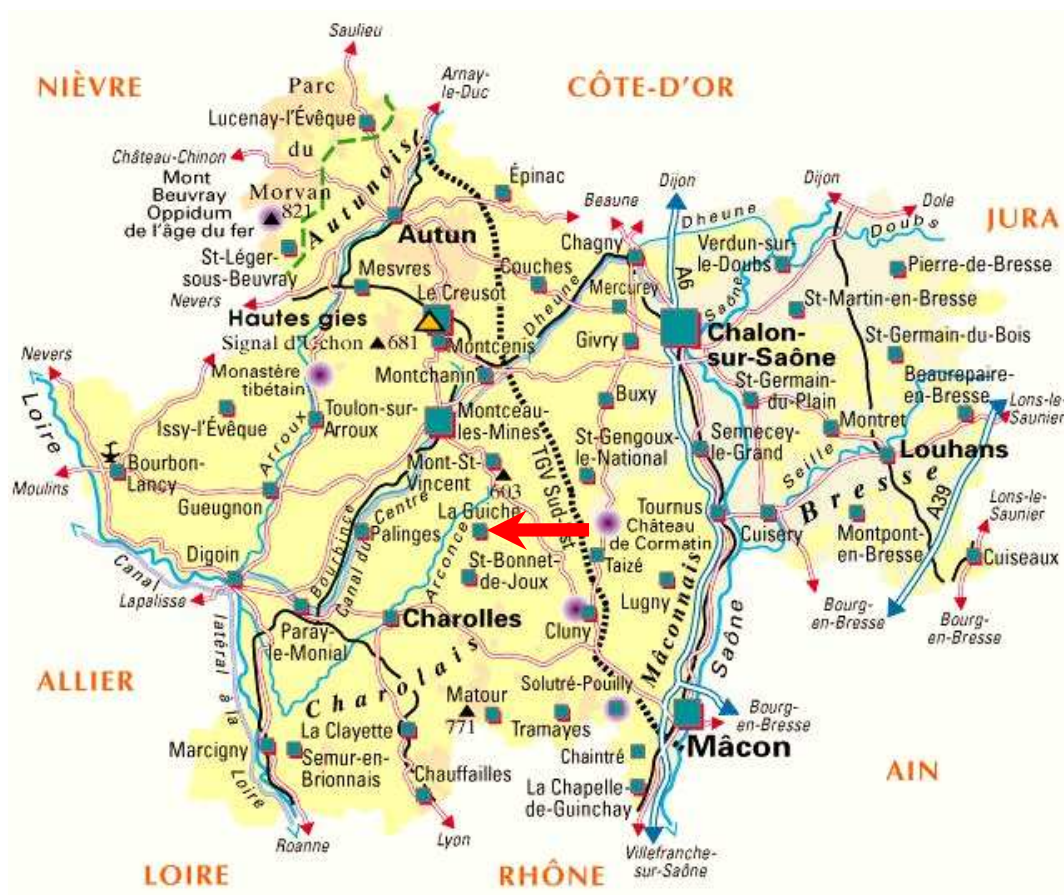 Saulieu
NIÈVRE
Parc
Arnay-
le-Duc
CÔTE-D'OR
Lucenay-l'Évêque
du
Château-Chinon
Mont
Beuvray
Oppidum
de l'âge du fer
Morvan
821
Autunois
Épinac
Beaune
Dijon
Dijon
Dole
JURA
Autun
Dheune
Doubs
Chagny
Verdun-sur-
le-Doubs
St-Léger-
sous-Beuvray
Mesvres
Couches
A6
Pierre-de-Bresse
Nevers
Mercurey
Saône
St-Martin-en-Bresse
Le Creusot
Dheune
Hautes gies
Signal d'Uchon
681
Montcenis
Givry
Chalon-
sur-Saône
St-Germain-du-Bois
Nevers
Monastère
tibétain
Montchanin
Beaurepaire-
en-Bresse
St-Germain-
du-Plain
Buxy
Lons-le-
Saunier
Loire
Issy-l'Évêque
Arroux
Toulon-sur-
Arroux
Montceau-
les-Mines
Montret
St-Gengoux-
le-National
Sennecey-
le-Grand
Louhans
Bourbon-
Lancy
Mont-St-
Vincent
TGV Sud-Est
Seille
Bresse
A39
Moulins
603
Gueugnon
Centre
La Guiche
Tournus
Lons-le-
Saunier
Château
de Cormatin
Cuisery
Montpont-
en-Bresse
Palinges
Bourbince
Canal du
Arconce
Digoin
St-Bonnet-
de-Joux
Taizé
Cuiseaux
Canal
Lapalisse
latéral à la
Loire
Lugny
Bourg-
en-Bresse
Bourg-
en-Bresse
Charolles
Cluny
Mâconnais
Saône
Paray-
le-Monial
ALLIER
Charolais
Matour
771
Solutré-Pouilly
Bourg-
en-Bresse
La Clayette
Tramayes
Marcigny
Semur-en-
Brionnais
Mâcon
Chaintré
AIN
Chauffailles
La Chapelle-
de-Guinchay
Roanne
Lyon
Villefranche-
sur-Saône
LOIRE
RHÔNE